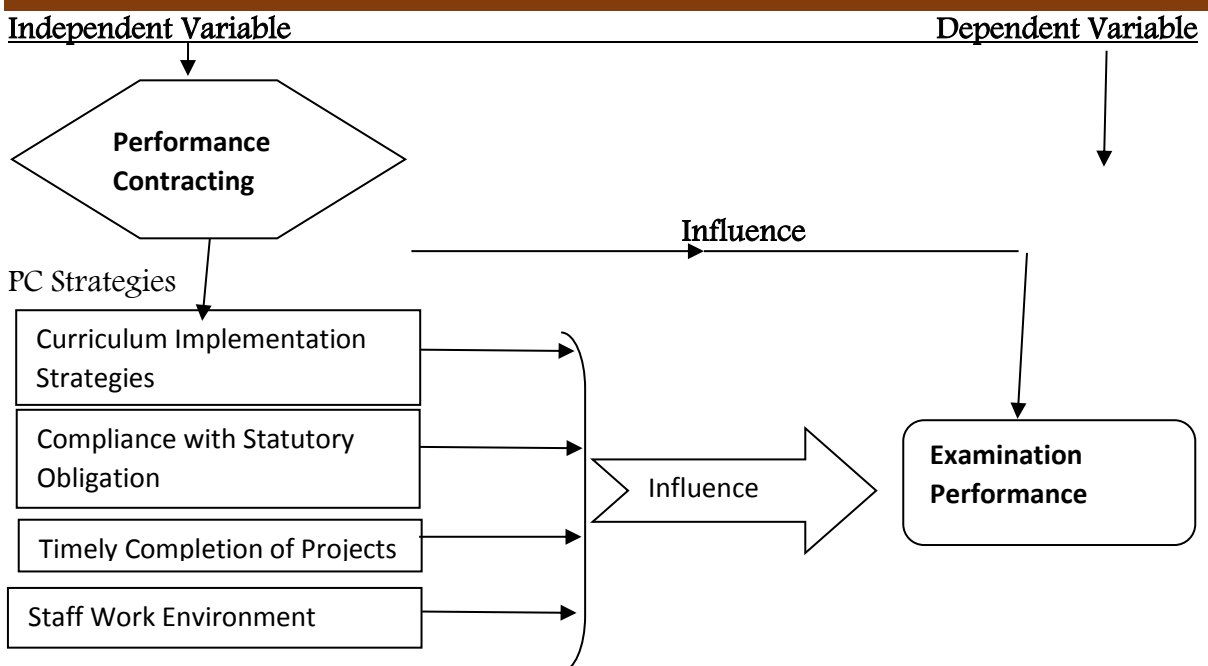 Independent Variable
Dependent Variable
Performance
Contracting
Influence
PC Strategies
Curriculum Implementation
Strategies
Compliance with Statutory
Obligation
Timely Completion of Projects
Staff Work Environment
Influence
Examination
Performance